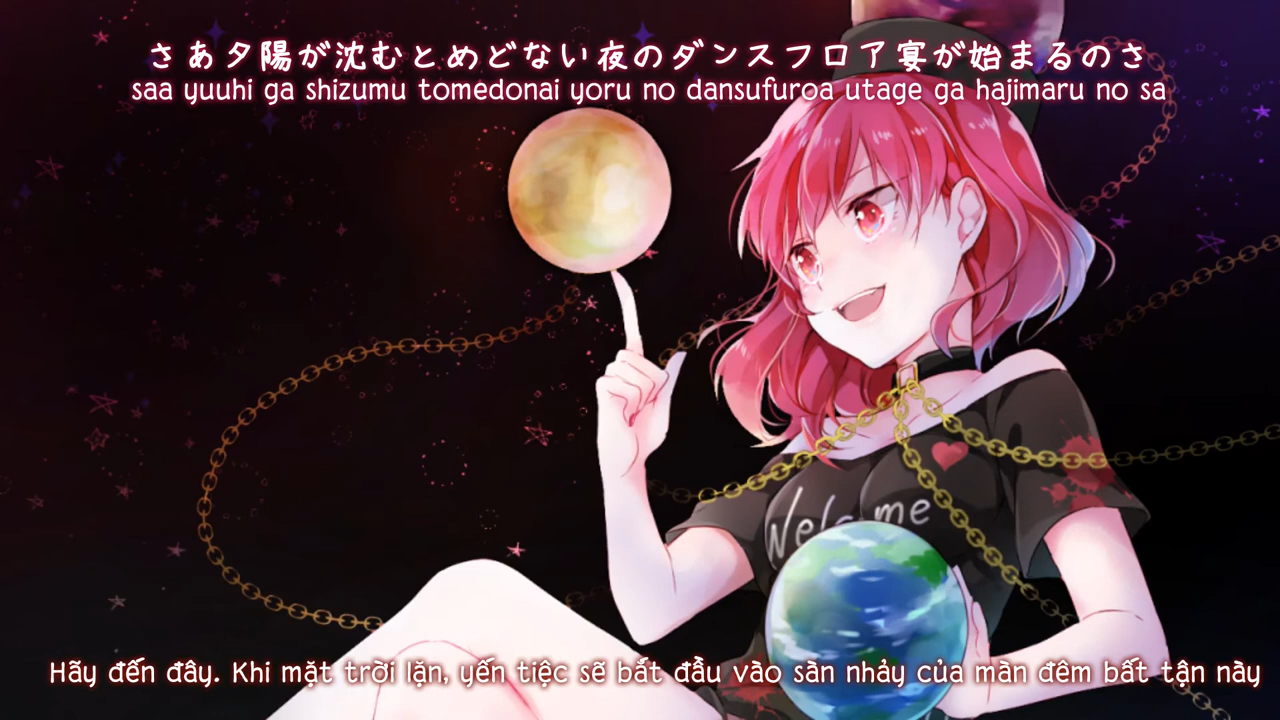 さあ夕陽が沈むとめどない夜のダンスフロア宴が始まるのさ
saa yuuhi ga shizumu tomedonai yoru no dansufuroa utage ga hajimaru no sa
Welcome
Hãy đến đây. Khi mặt trời lặn, yến tiệc sẽ bắt đầu vào sàn nhảy của màn đêm bất tận này